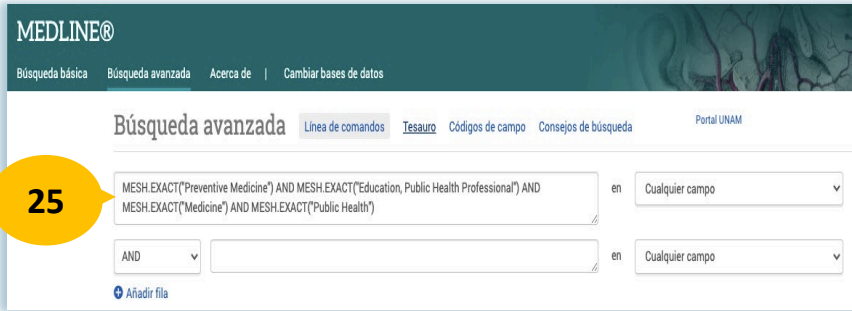 MEDLINE®
Búsqueda básica Búsqueda avanzada Acerca de | Cambiar bases de datos
Búsqueda avanzada Línea de comandos Tesauro Códigos de campo Consejos de búsqueda Portal UNAM
25
MESH.EXACT("Preventive Medicine") AND MESH.EXACT("Education, Public Health Professional") AND
MESH.EXACT("Medicine") AND MESH.EXACT("Public Health")
en Cualquier campo
AND en Cualquier campo
Añadir fila